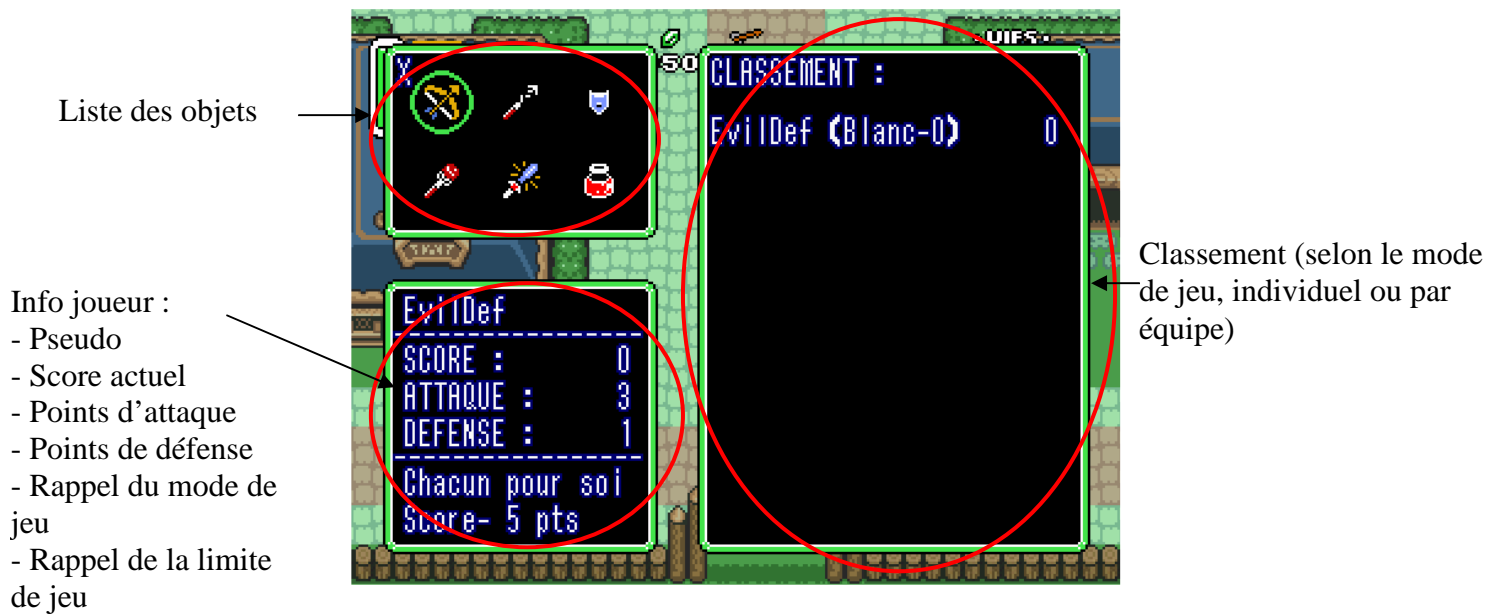 Liste des objets
Info joueur :
- Pseudo
- Score actuel
- Points d’attaque
- Points de défense
- Rappel du mode de
jeu
- Rappel de la limite
de jeu
X
50
EvilDef
SCORE : 0
ATTAQUE : 3
DEFENSE : 1
Chacun pour soi
Score- 5 pts
CLASSEMENT :
EvilDef (Blanc-0) 0
Classement (selon le mode
de jeu, individuel ou par
équipe)